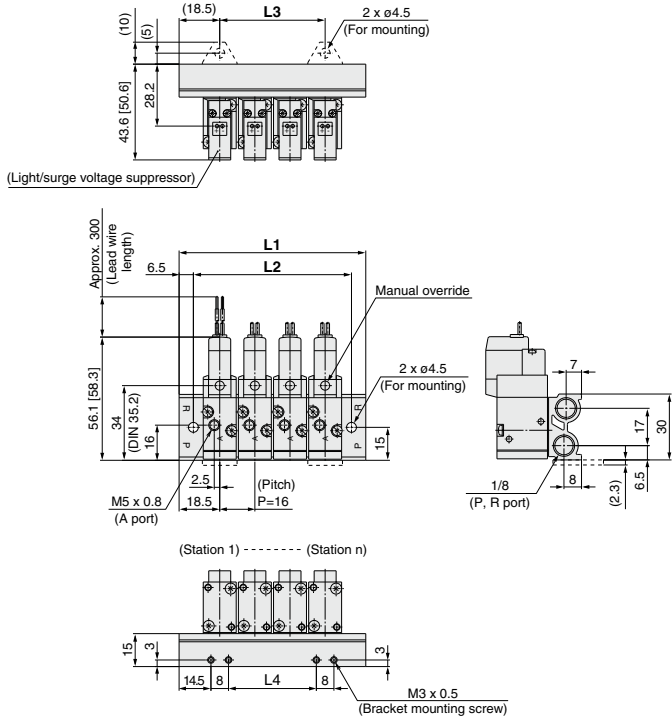 (18.5)
L3
2 x ø4.5
(For mounting)
(10)
(5)
28.2
43.6 [50.6]
(Light/surge voltage suppressor)
Approx. 300
(Lead wire
length)
L1
L2
6.5
Manual override
2 x ø4.5
(For mounting)
56.1 [58.3]
34
(DIN 35.2)
16
R
P
A
A
A
A
R
P
15
2.5
18.5
(Pitch)
P=16
M5 x 0.8
(A port)
7
17
30
6.5
(2.3)
8
1/8
(P, R port)
(Station 1)
(Station n)
15
3
14.5
8
L4
8
3
M3 x 0.5
(Bracket mounting screw)